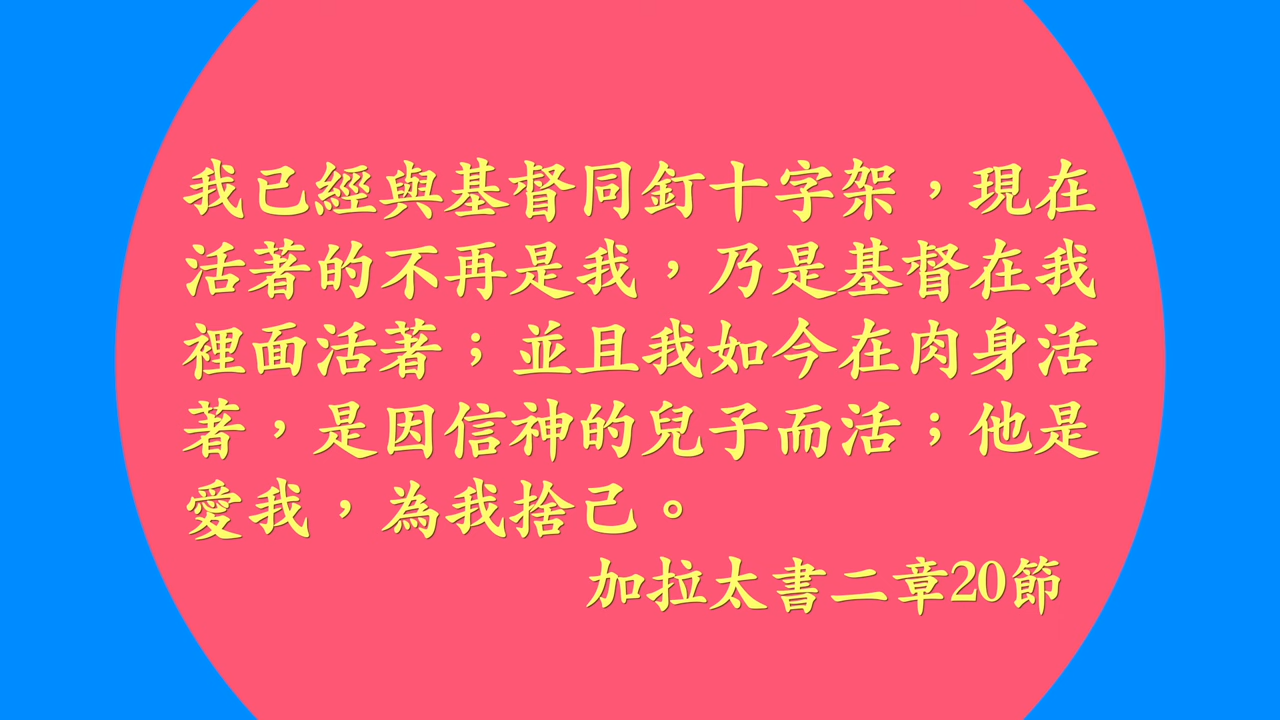 我已經與基督同釘十字架，現在
活著的不再是我，乃是基督在我
裡面活著；並且我如今在肉身活
著，是因信神的兒子而活；他是
愛我，為我捨己。
加拉太書二章20節